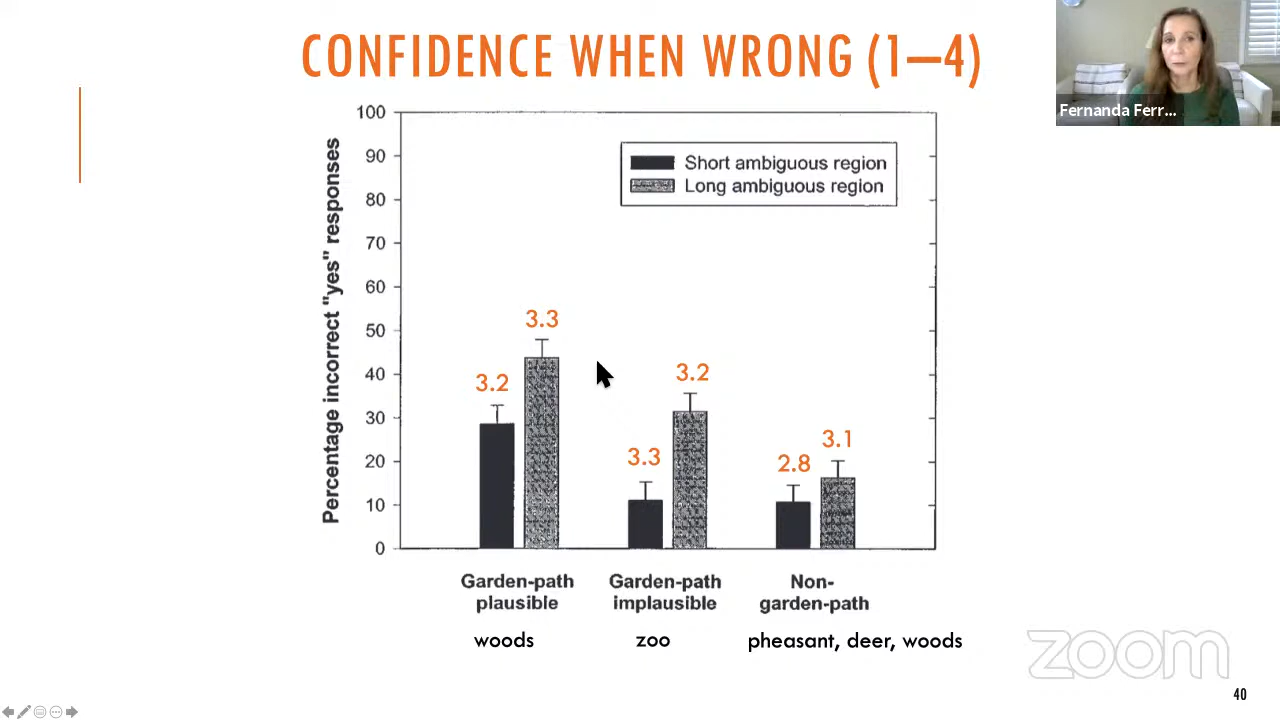 CONFIDENCE WHEN WRONG (1—4)
Fernanda Ferr...
100
90
80
70
60
50
40
30
20
10
0
Percentage incorrect "yes" responses
Short ambiguous region
Long ambiguous region
3.2
3.3
3.3
3.2
2.8
3.1
Garden-path
plausible
Garden-path
implausible
Non-
garden-path
woods
zoo
pheasant, deer, woods
zoom
40